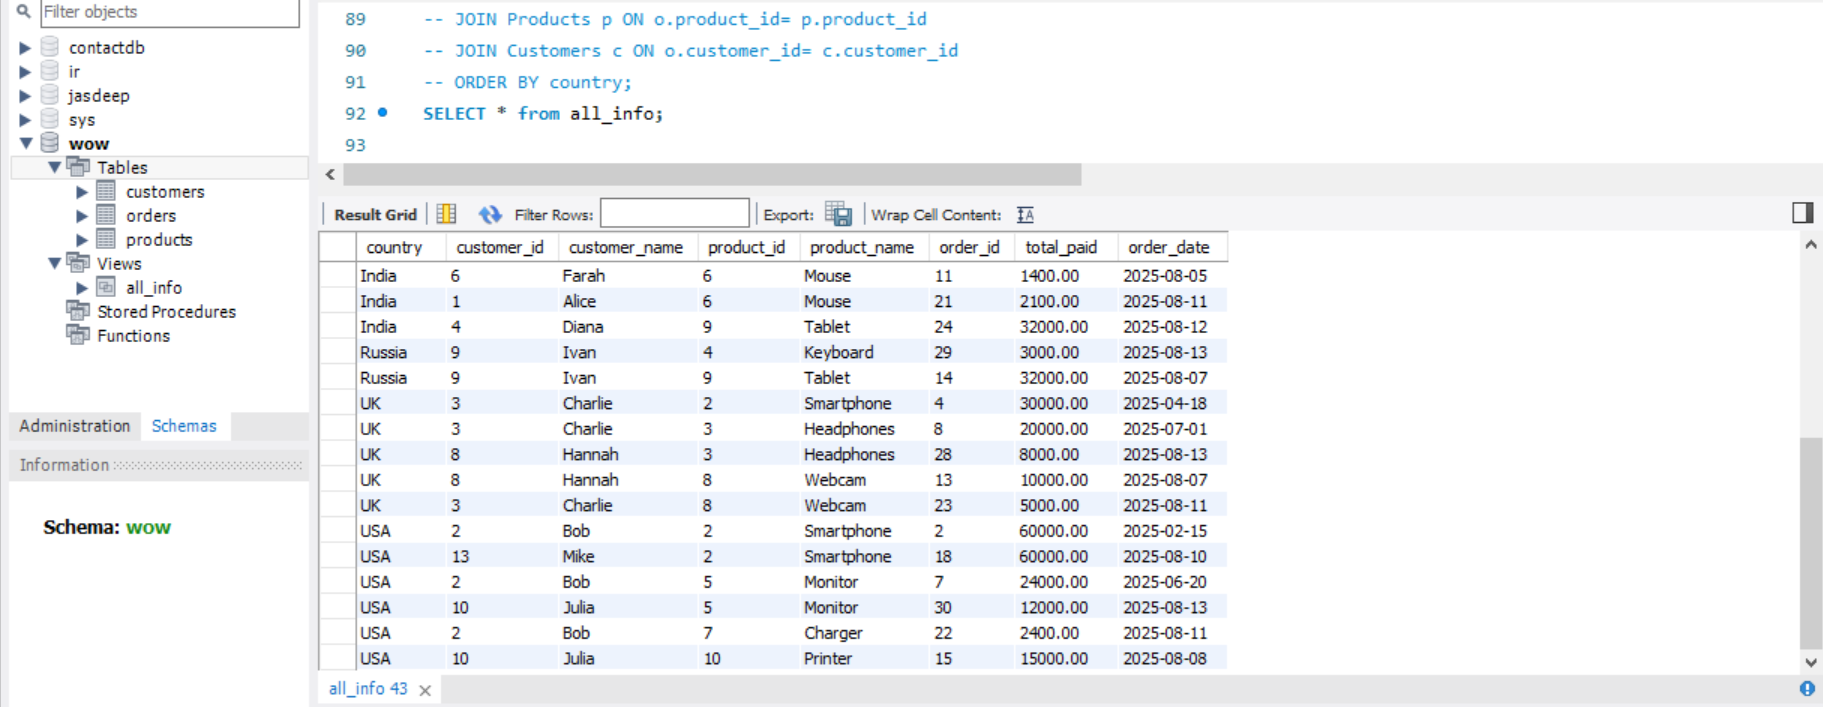 Filter objects
contactdb
ir
jasdeep
sys
wow
Tables
customers
orders
products
Views
all_info
Stored Procedures
Functions
Administration Schemas
Information
Schema: wow
89 -- JOIN Products p ON o.product_id= p.product_id
90 -- JOIN Customers c ON o.customer_id= c.customer_id
91 -- ORDER BY country;
92 SELECT * from all_info;
93
Result Grid Filter Rows: Export: Wrap Cell Content:
country customer_id customer_name product_id product_name order_id total_paid order_date
India 6 Farah 6 Mouse 11 1400.00 2025-08-05
India 1 Alice 6 Mouse 21 2100.00 2025-08-11
India 4 Diana 9 Tablet 24 32000.00 2025-08-12
Russia 9 Ivan 4 Keyboard 29 3000.00 2025-08-13
Russia 9 Ivan 9 Tablet 14 32000.00 2025-08-07
UK 3 Charlie 2 Smartphone 4 30000.00 2025-04-18
UK 3 Charlie 3 Headphones 8 20000.00 2025-07-01
UK 8 Hannah 3 Headphones 28 8000.00 2025-08-13
UK 8 Hannah 8 Webcam 13 10000.00 2025-08-07
UK 3 Charlie 8 Webcam 23 5000.00 2025-08-11
USA 2 Bob 2 Smartphone 2 60000.00 2025-02-15
USA 13 Mike 2 Smartphone 18 60000.00 2025-08-10
USA 2 Bob 5 Monitor 7 24000.00 2025-06-20
USA 10 Julia 5 Monitor 30 12000.00 2025-08-13
USA 2 Bob 7 Charger 22 2400.00 2025-08-11
USA 10 Julia 10 Printer 15 15000.00 2025-08-08
all_info 43